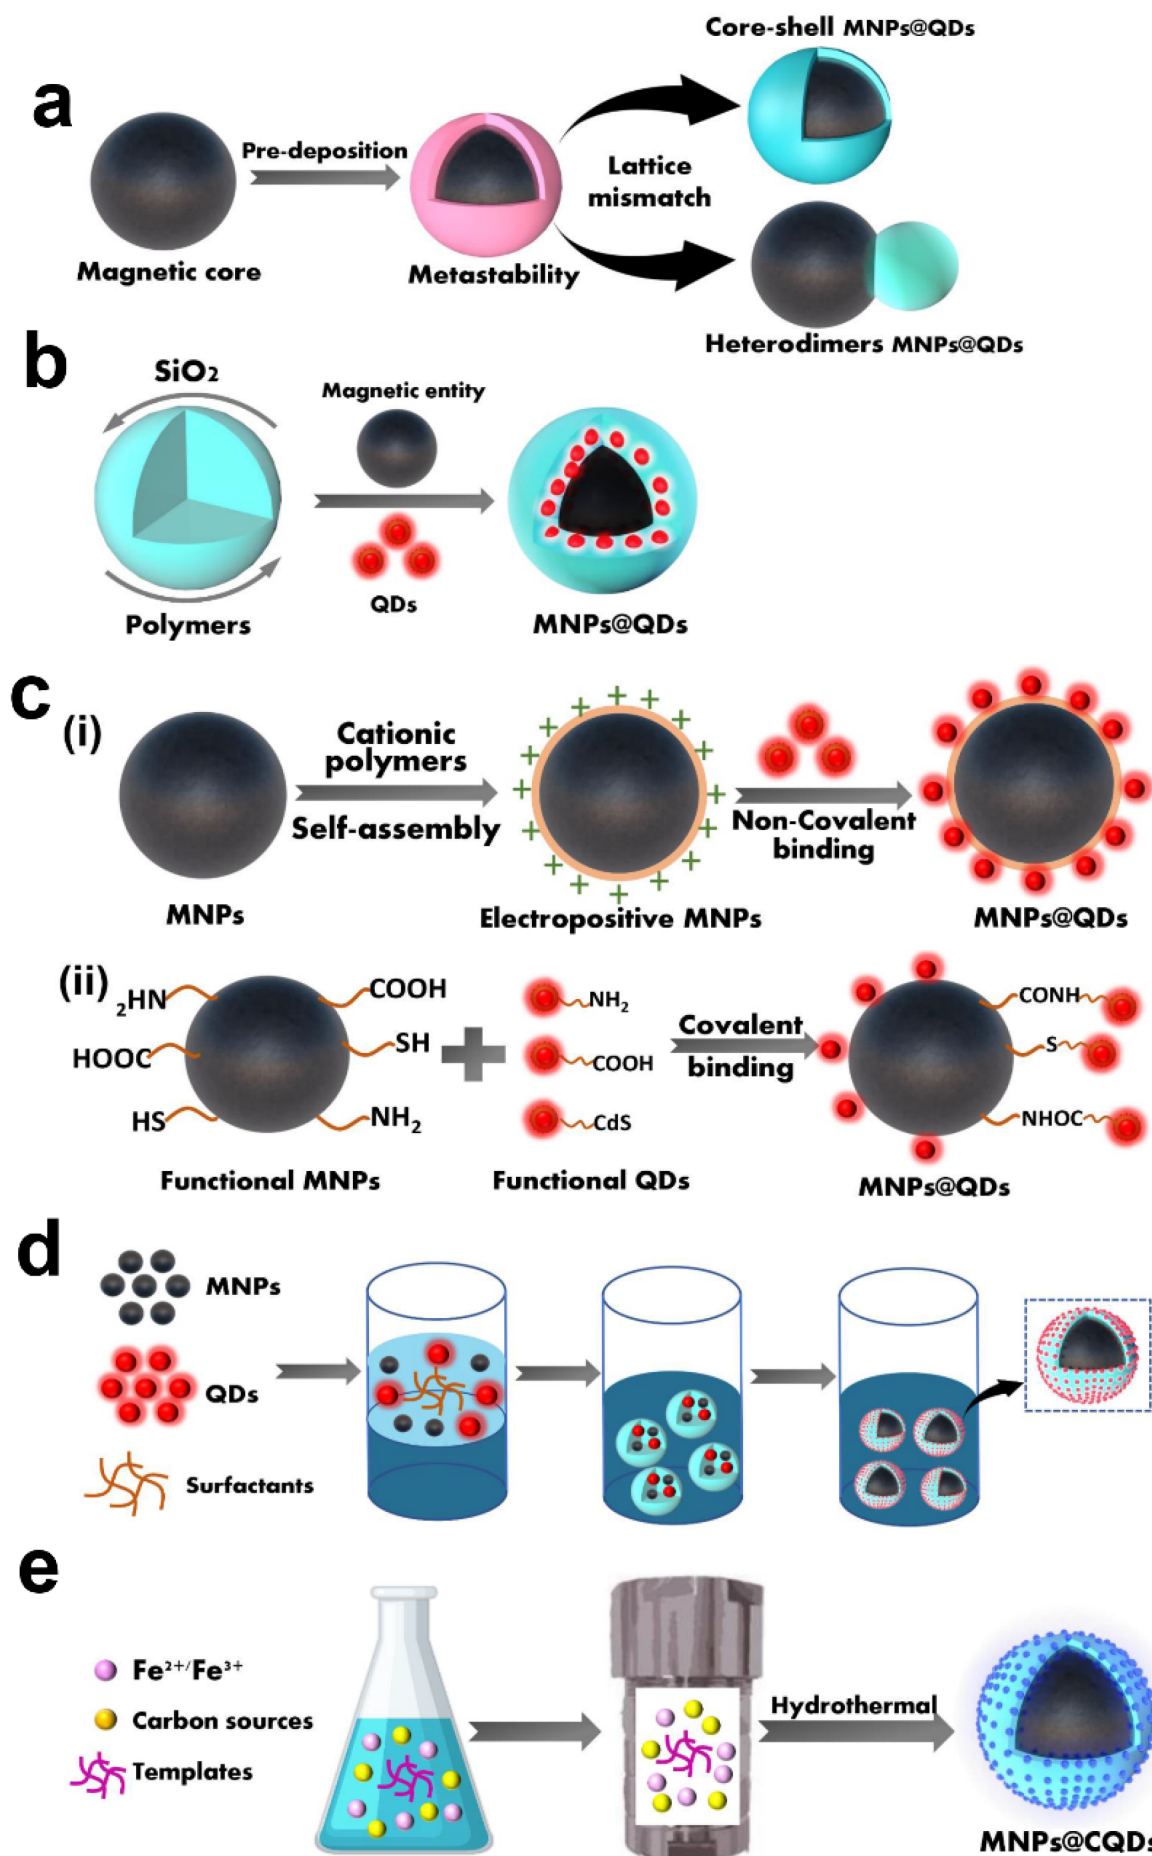 a
Core-shell MNPs@QDs
Pre-deposition
Lattice
mismatch
Magnetic core
Metastability
Heterodimers MNPs@QDs
b
SiO₂
Magnetic entity
QDs
Polymers
MNPs@QDs
c
(i)
Cationic
polymers
Self-assembly
Non-Covalent
binding
MNPs
Electropositive MNPs
MNPs@QDs
(ii)
₂HN
COOH
HOOC
SH
HS
NH₂
NH₂
COOH
CdS
Covalent
binding
CONH
S
NHOC
Functional MNPs
Functional QDs
MNPs@QDs
d
MNPs
QDs
Surfactants
e
Fe²⁺/Fe³⁺
Carbon sources
Templates
Hydrothermal
MNPs@CQDs